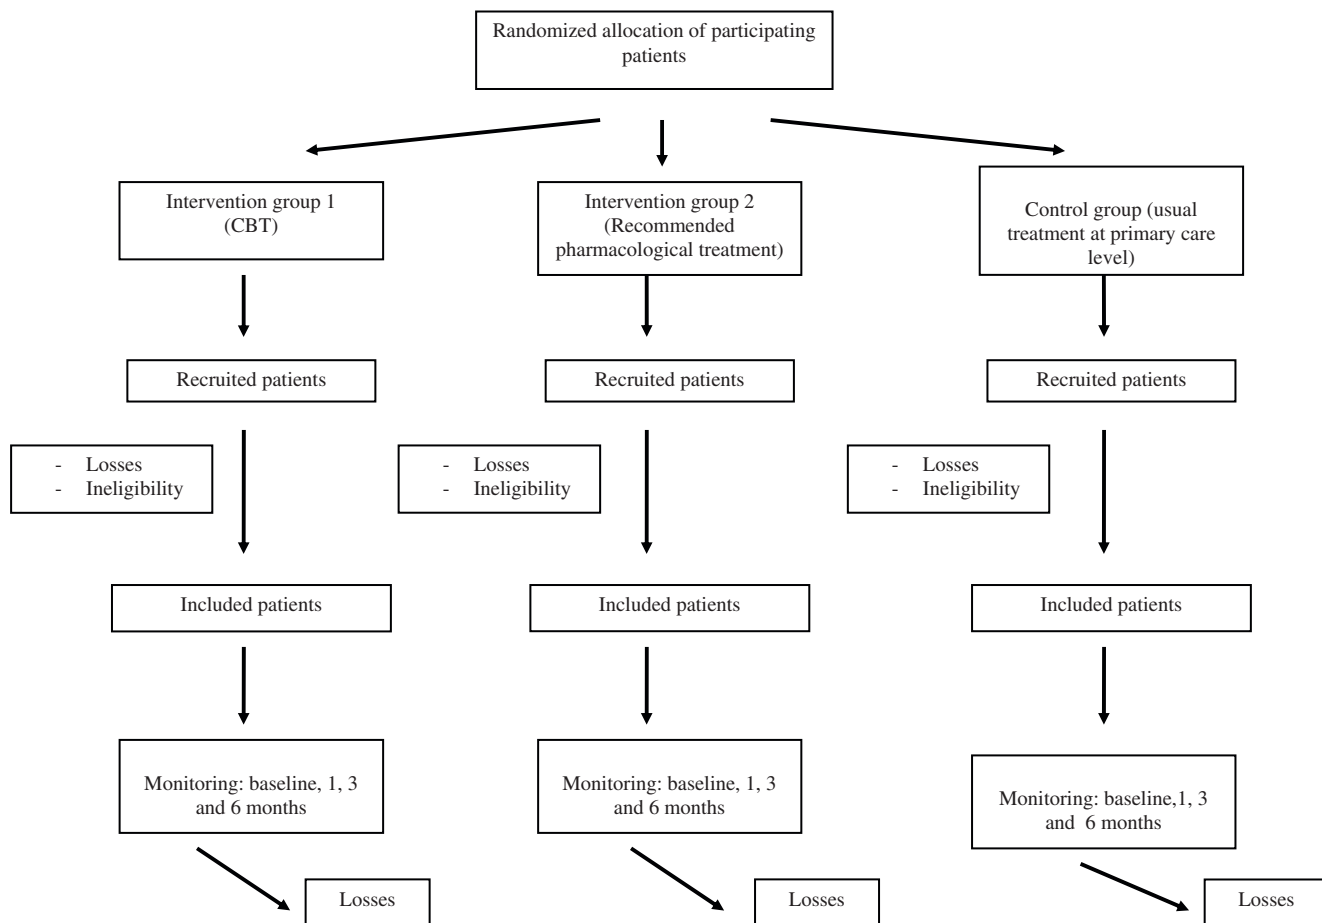 Randomized allocation of participating
patients
Intervention group 1
(CBT)
Intervention group 2
(Recommended
pharmacological treatment)
Control group (usual
treatment at primary care
level)
Recruited patients
Recruited patients
Recruited patients
- Losses
- Ineligibility
- Losses
- Ineligibility
- Losses
- Ineligibility
Included patients
Included patients
Included patients
Monitoring: baseline, 1, 3
and 6 months
Monitoring: baseline, 1, 3
and 6 months
Monitoring: baseline,1, 3
and 6 months
Losses
Losses
Losses